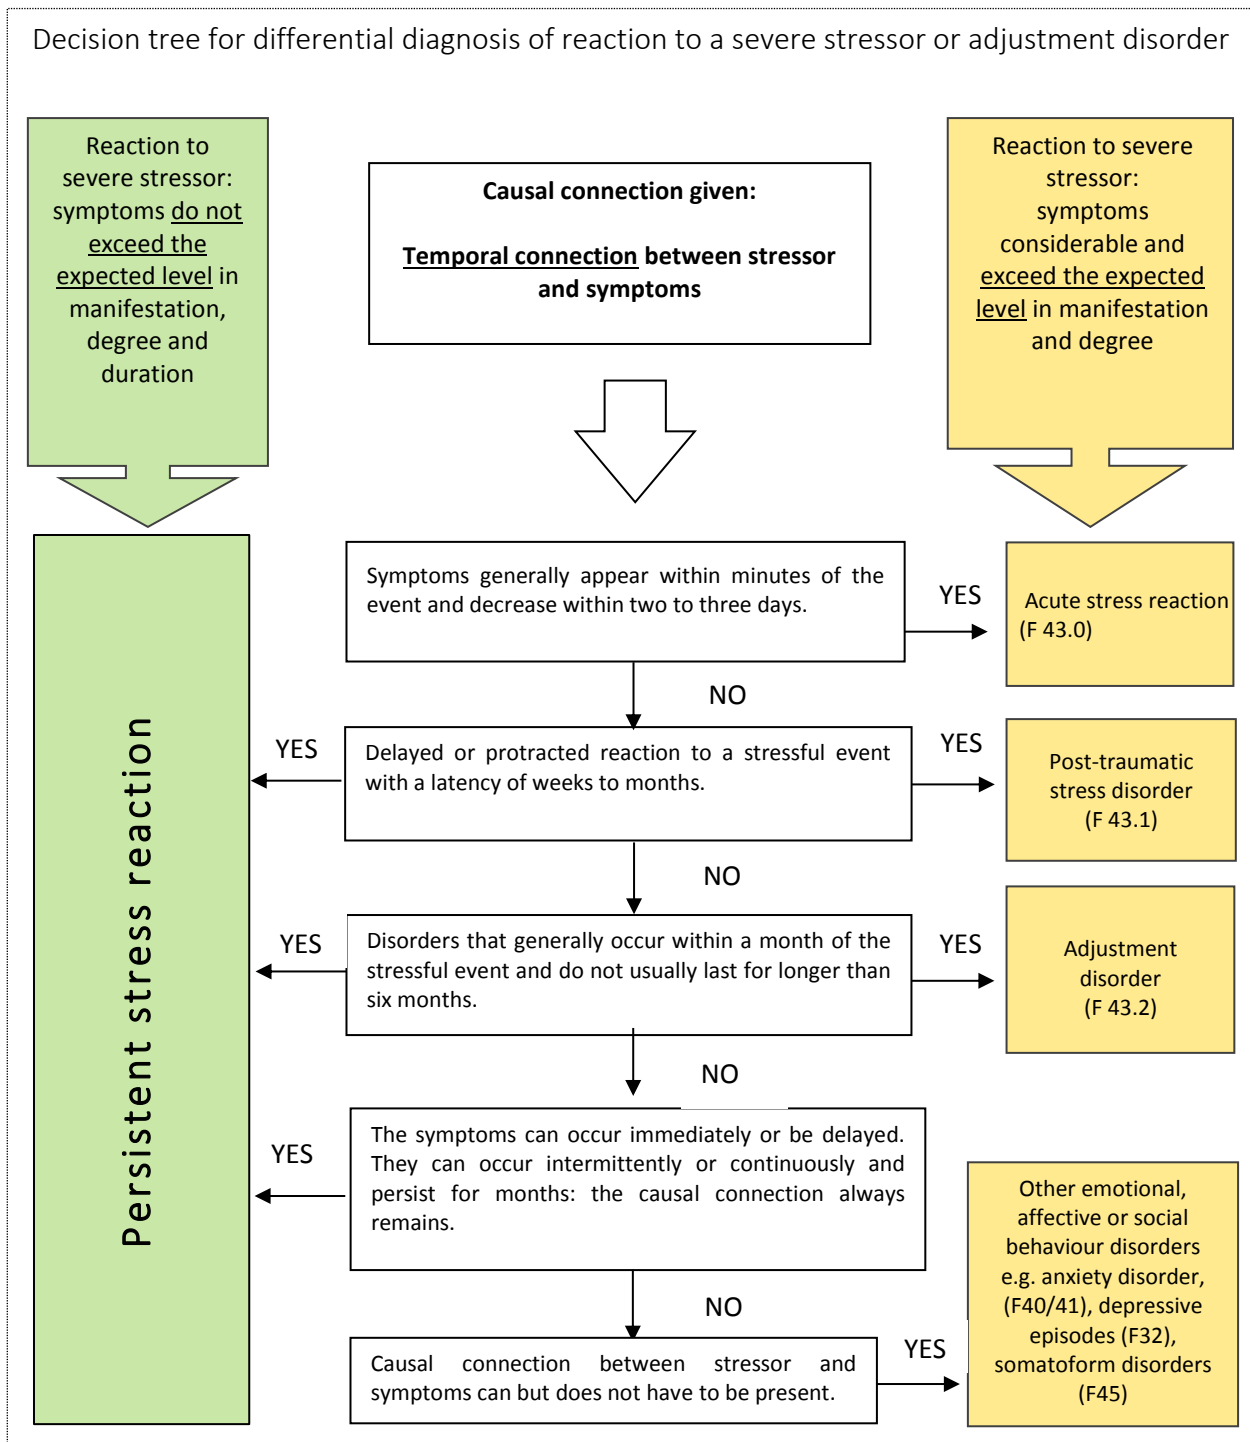 Decision tree for differential diagnosis of reaction to a severe stressor or adjustment disorder
Reaction to
severe stressor:
symptoms do not
exceed the
expected level in
manifestation,
degree and
duration
Causal connection given:
Temporal connection between stressor
and symptoms
Reaction to severe
stressor:
symptoms
considerable and
exceed the expected
level in manifestation
and degree
Persistent stress reaction
Symptoms generally appear within minutes of the
event and decrease within two to three days.
YES
Acute stress reaction
(F 43.0)
NO
YES
Delayed or protracted reaction to a stressful event
with a latency of weeks to months.
YES
Post-traumatic
stress disorder
(F 43.1)
NO
YES
Disorders that generally occur within a month of the
stressful event and do not usually last for longer than
six months.
YES
Adjustment
disorder
(F 43.2)
NO
YES
The symptoms can occur immediately or be delayed.
They can occur intermittently or continuously and
persist for months: the causal connection always
remains.
NO
Causal connection between stressor and
symptoms can but does not have to be present.
YES
Other emotional,
affective or social
behaviour disorders
e.g. anxiety disorder,
(F40/41), depressive
episodes (F32),
somatoform disorders
(F45)